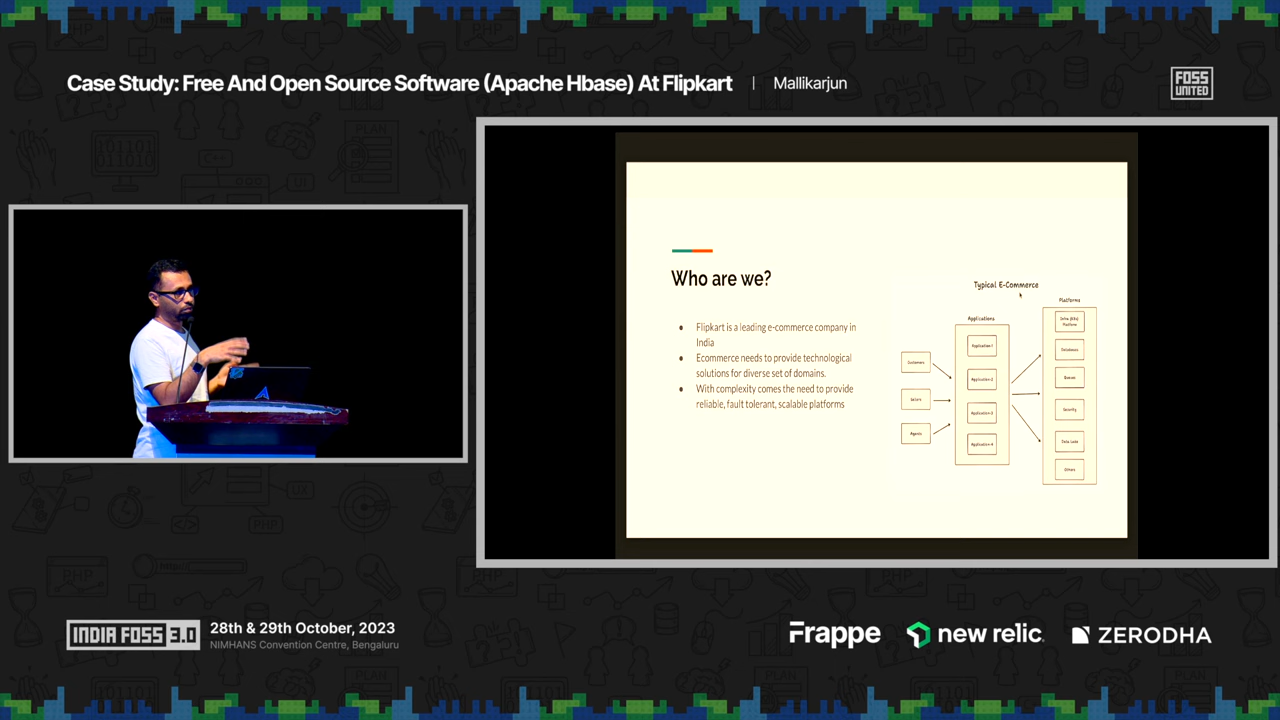 Case Study: Free And Open Source Software (Apache Hbase) At Flipkart | Mallikarjun
FOSS
UNITED
Who are we?
Flipkart is a leading e-commerce company in
India
Ecommerce needs to provide technological
solutions for diverse set of domains.
With complexity comes the need to provide
reliable, fault tolerant, scalable platforms
Typical E-Commerce
Applications
Platforms
Customers
Sellers
Agents
Application-1
Application-2
Application-3
Application-4
Platform
Databases
Queues
Security
Data Lake
Others
INDIA FOSS 3.0
28th & 29th October, 2023
NIMHANS Convention Centre, Bengaluru
Frappe
new relic
ZERODHA